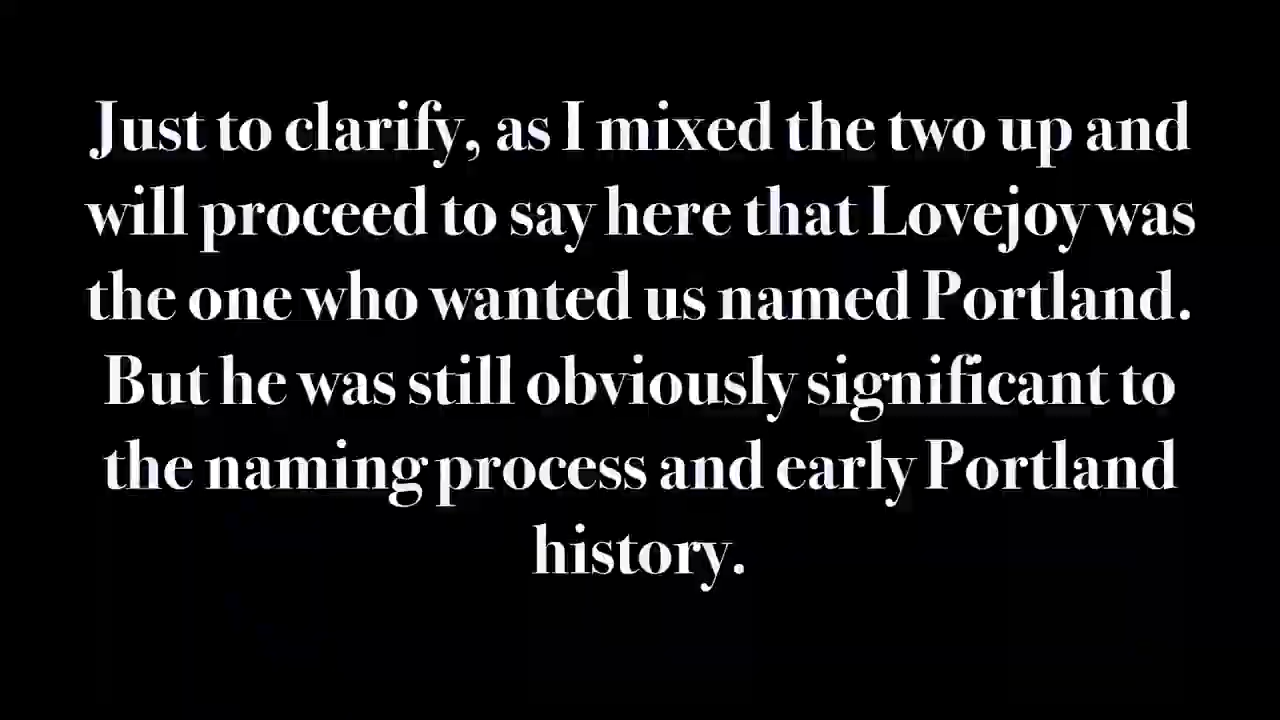 Just to clarify, as I mixed the two up and
will proceed to say here that Lovejoy was
the one who wanted us named Portland.
But he was still obviously significant to
the naming process and early Portland
history.